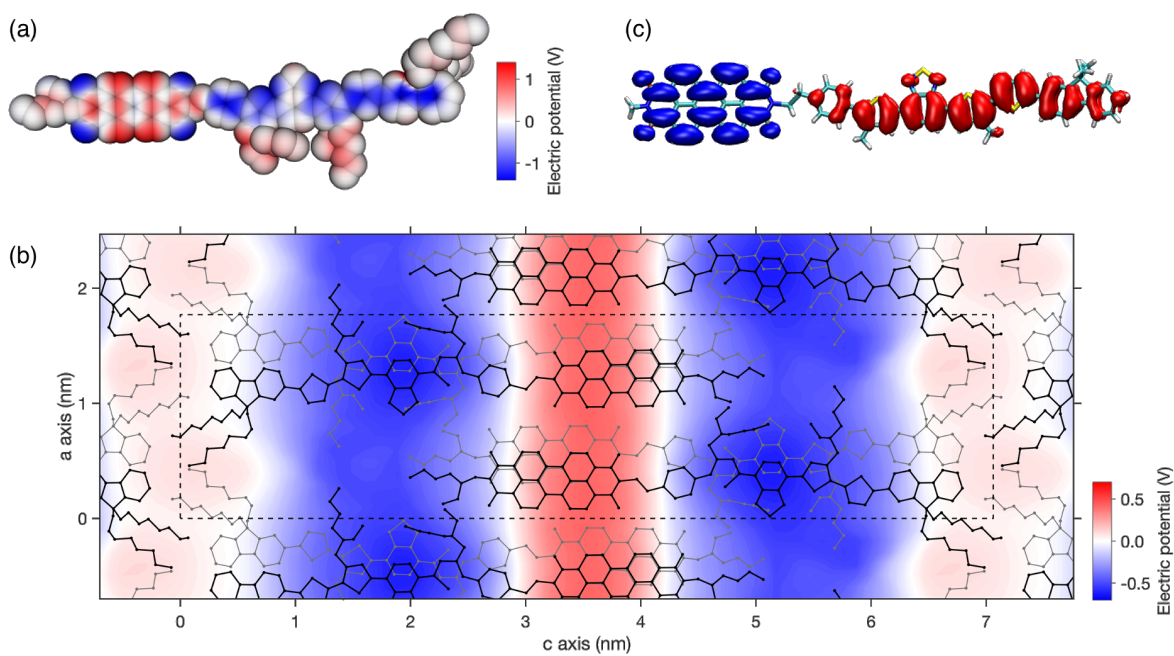 (a)
1
0
-1
Electric potential (V)
(c)
(b)
2
1
0
a axis (nm)
0 1 2 3 4 5 6 7
c axis (nm)
0.5
0.0
-0.5
Electric potential (V)